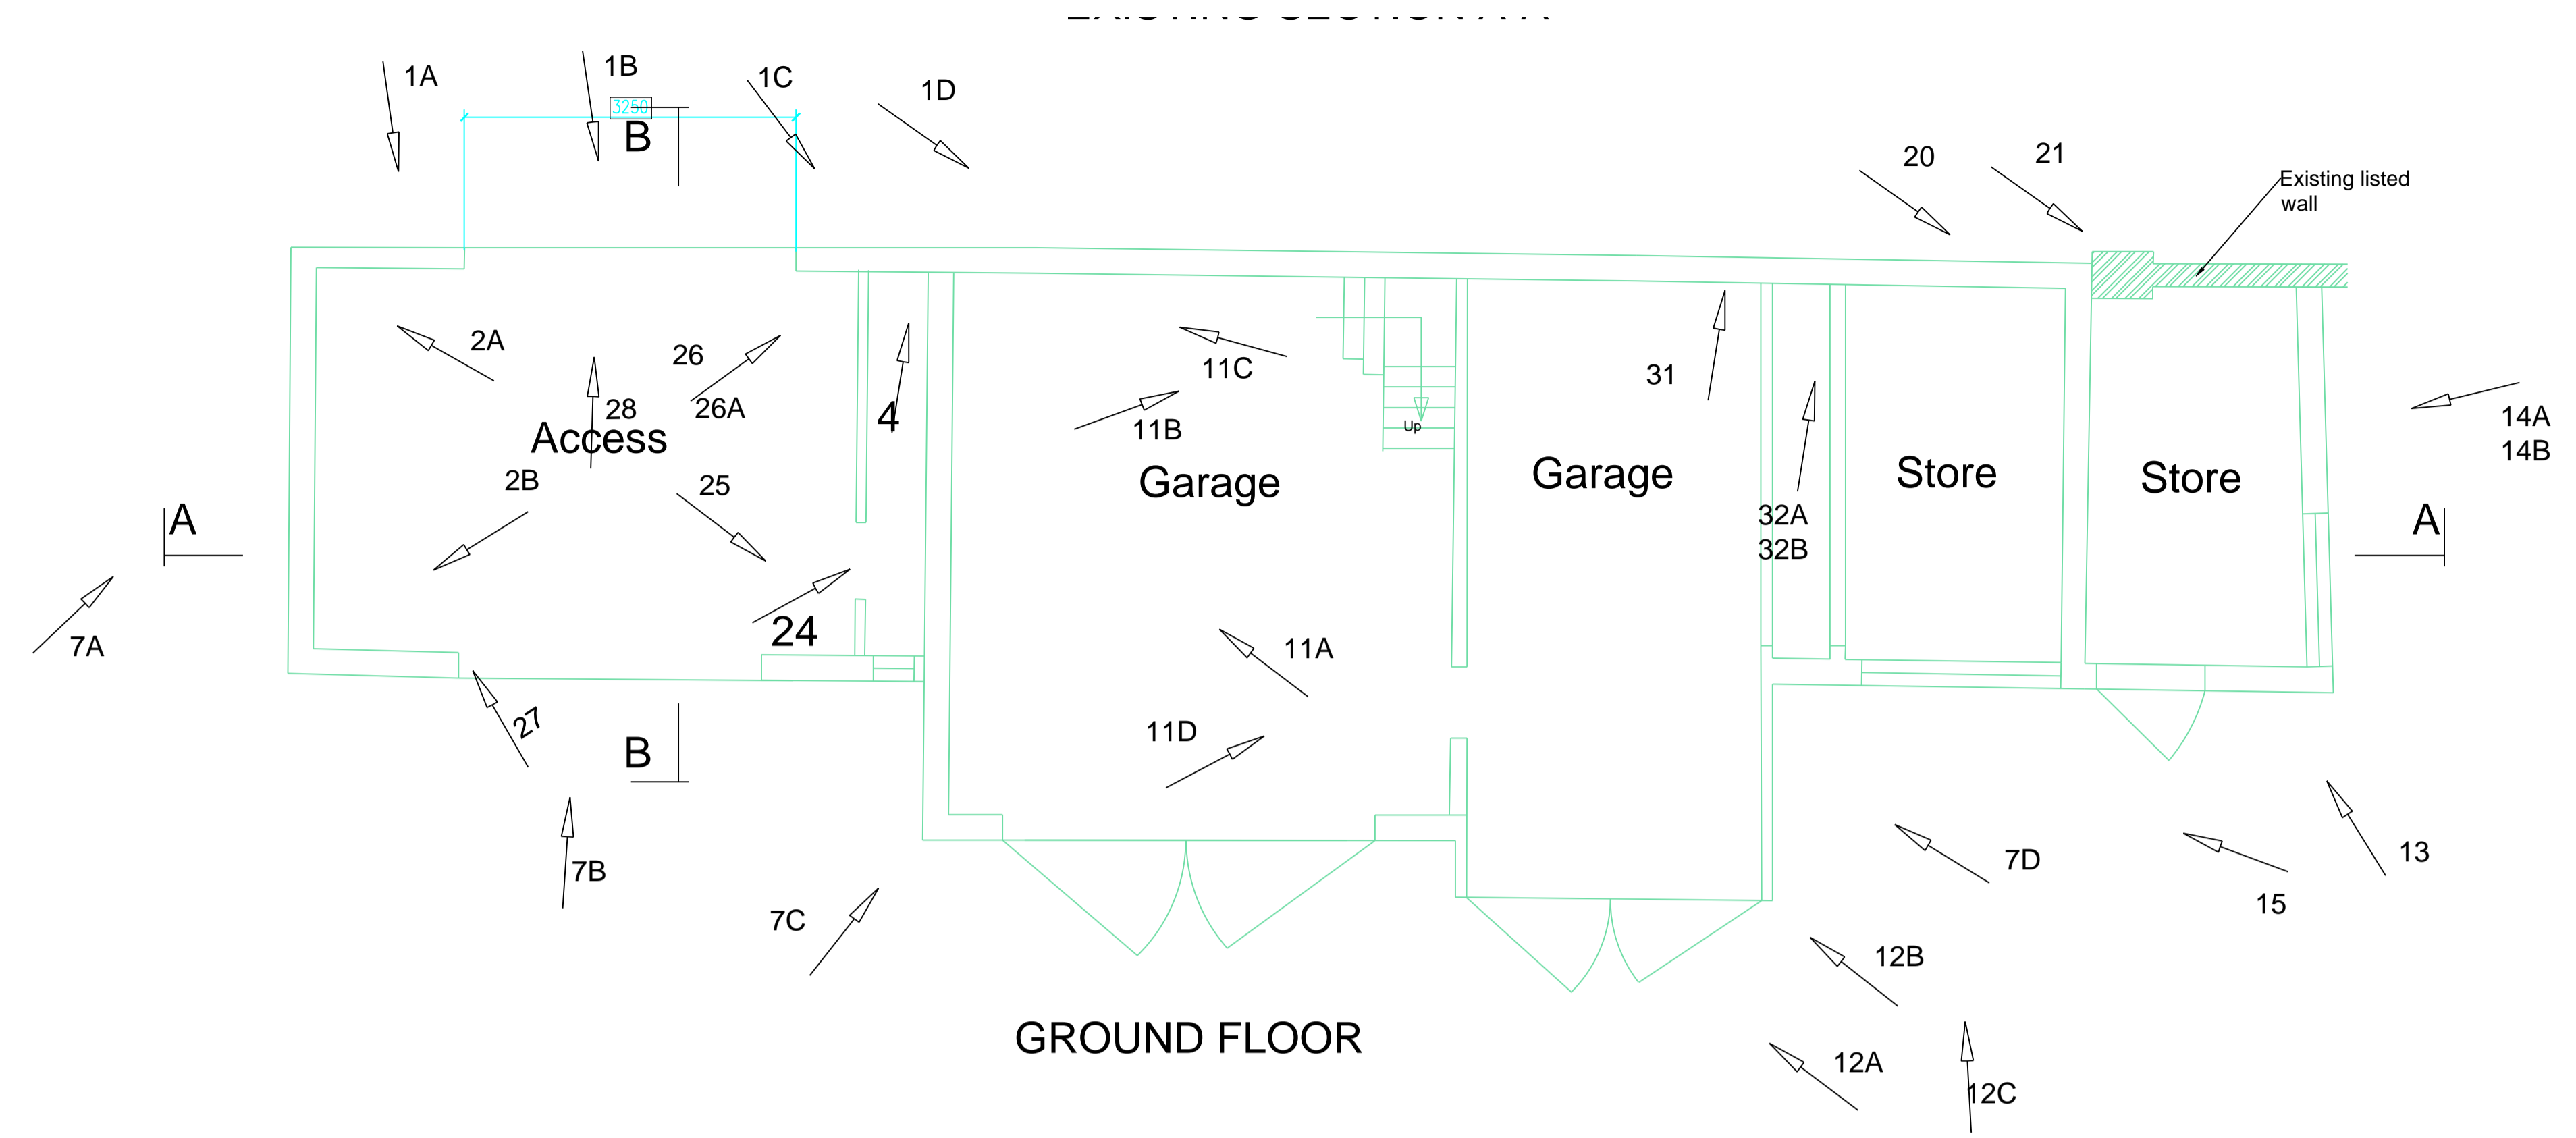 EXISTING SECTION A-A
1A
1B
1C
1D
3250
B
20
21
Existing listed
wall
2A
26
26A
28
Access
2B
25
4
11C
11B
Up
Garage
31
Garage
32A
32B
Store
Store
14A
14B
A
A
7A
24
27
B
7B
7C
11A
11D
7D
13
15
12B
12A
12C
GROUND FLOOR